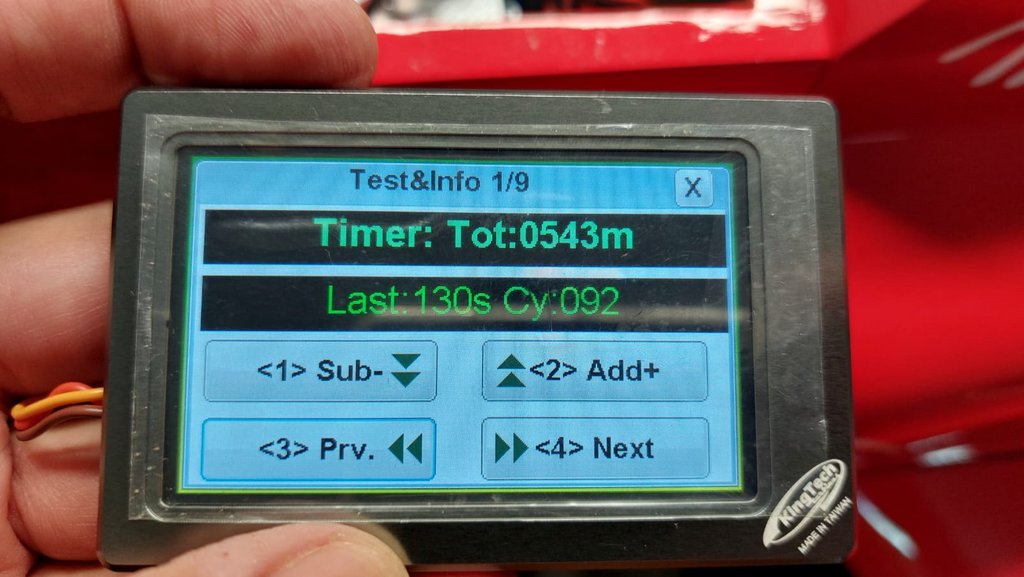 Test&Info 1/9
X
Timer: Tot:0543m
Last:130s Cy:092
<1> Sub-
<2> Add+
<3> Prv.
<4> Next
KingTech
MADE IN TAIWAN